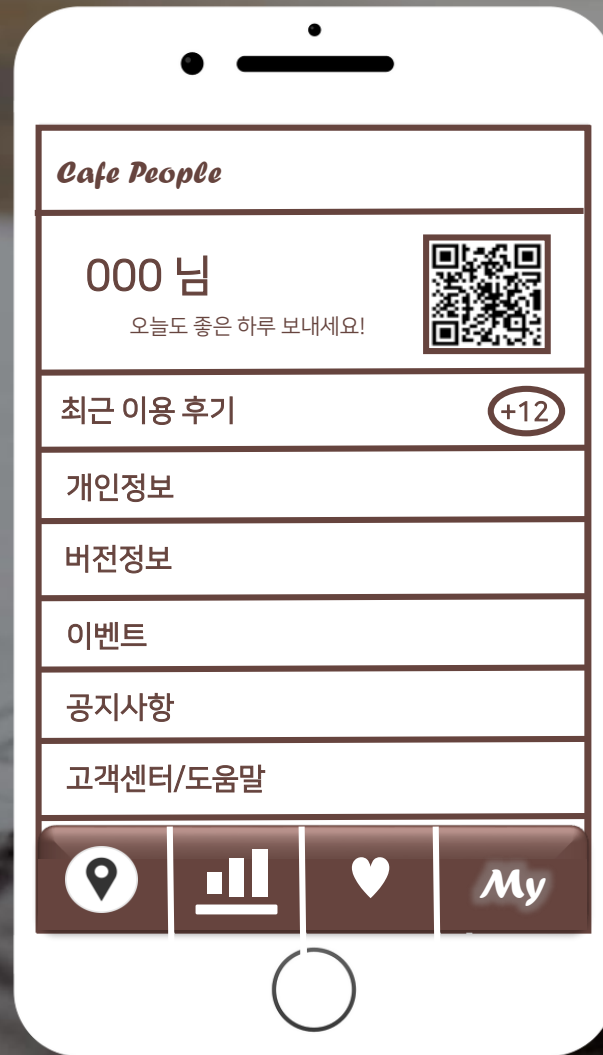 Cafe People
000 님
오늘도 좋은 하루 보내세요!
최근 이용 후기
+12
개인정보
버전정보
이벤트
공지사항
고객센터/도움말
My